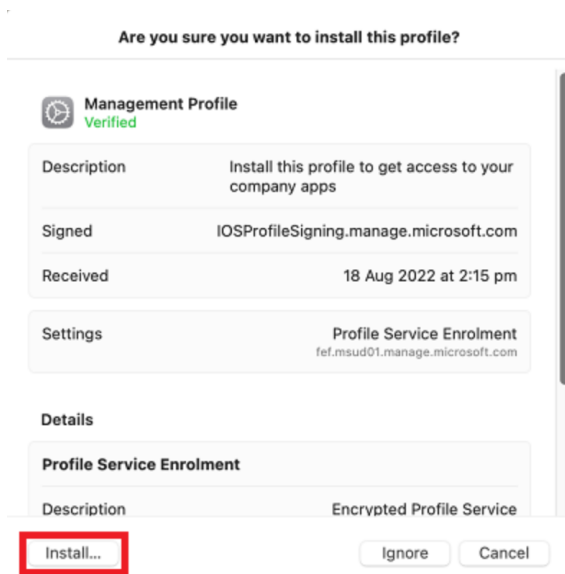 Are you sure you want to install this profile?
Management Profile
Verified
Description Install this profile to get access to your
company apps
Signed IOSProfileSigning.manage.microsoft.com
Received 18 Aug 2022 at 2:15 pm
Settings Profile Service Enrolment
fef.msud01.manage.microsoft.com
Details
Profile Service Enrolment
Description Encrypted Profile Service
Install... Ignore Cancel